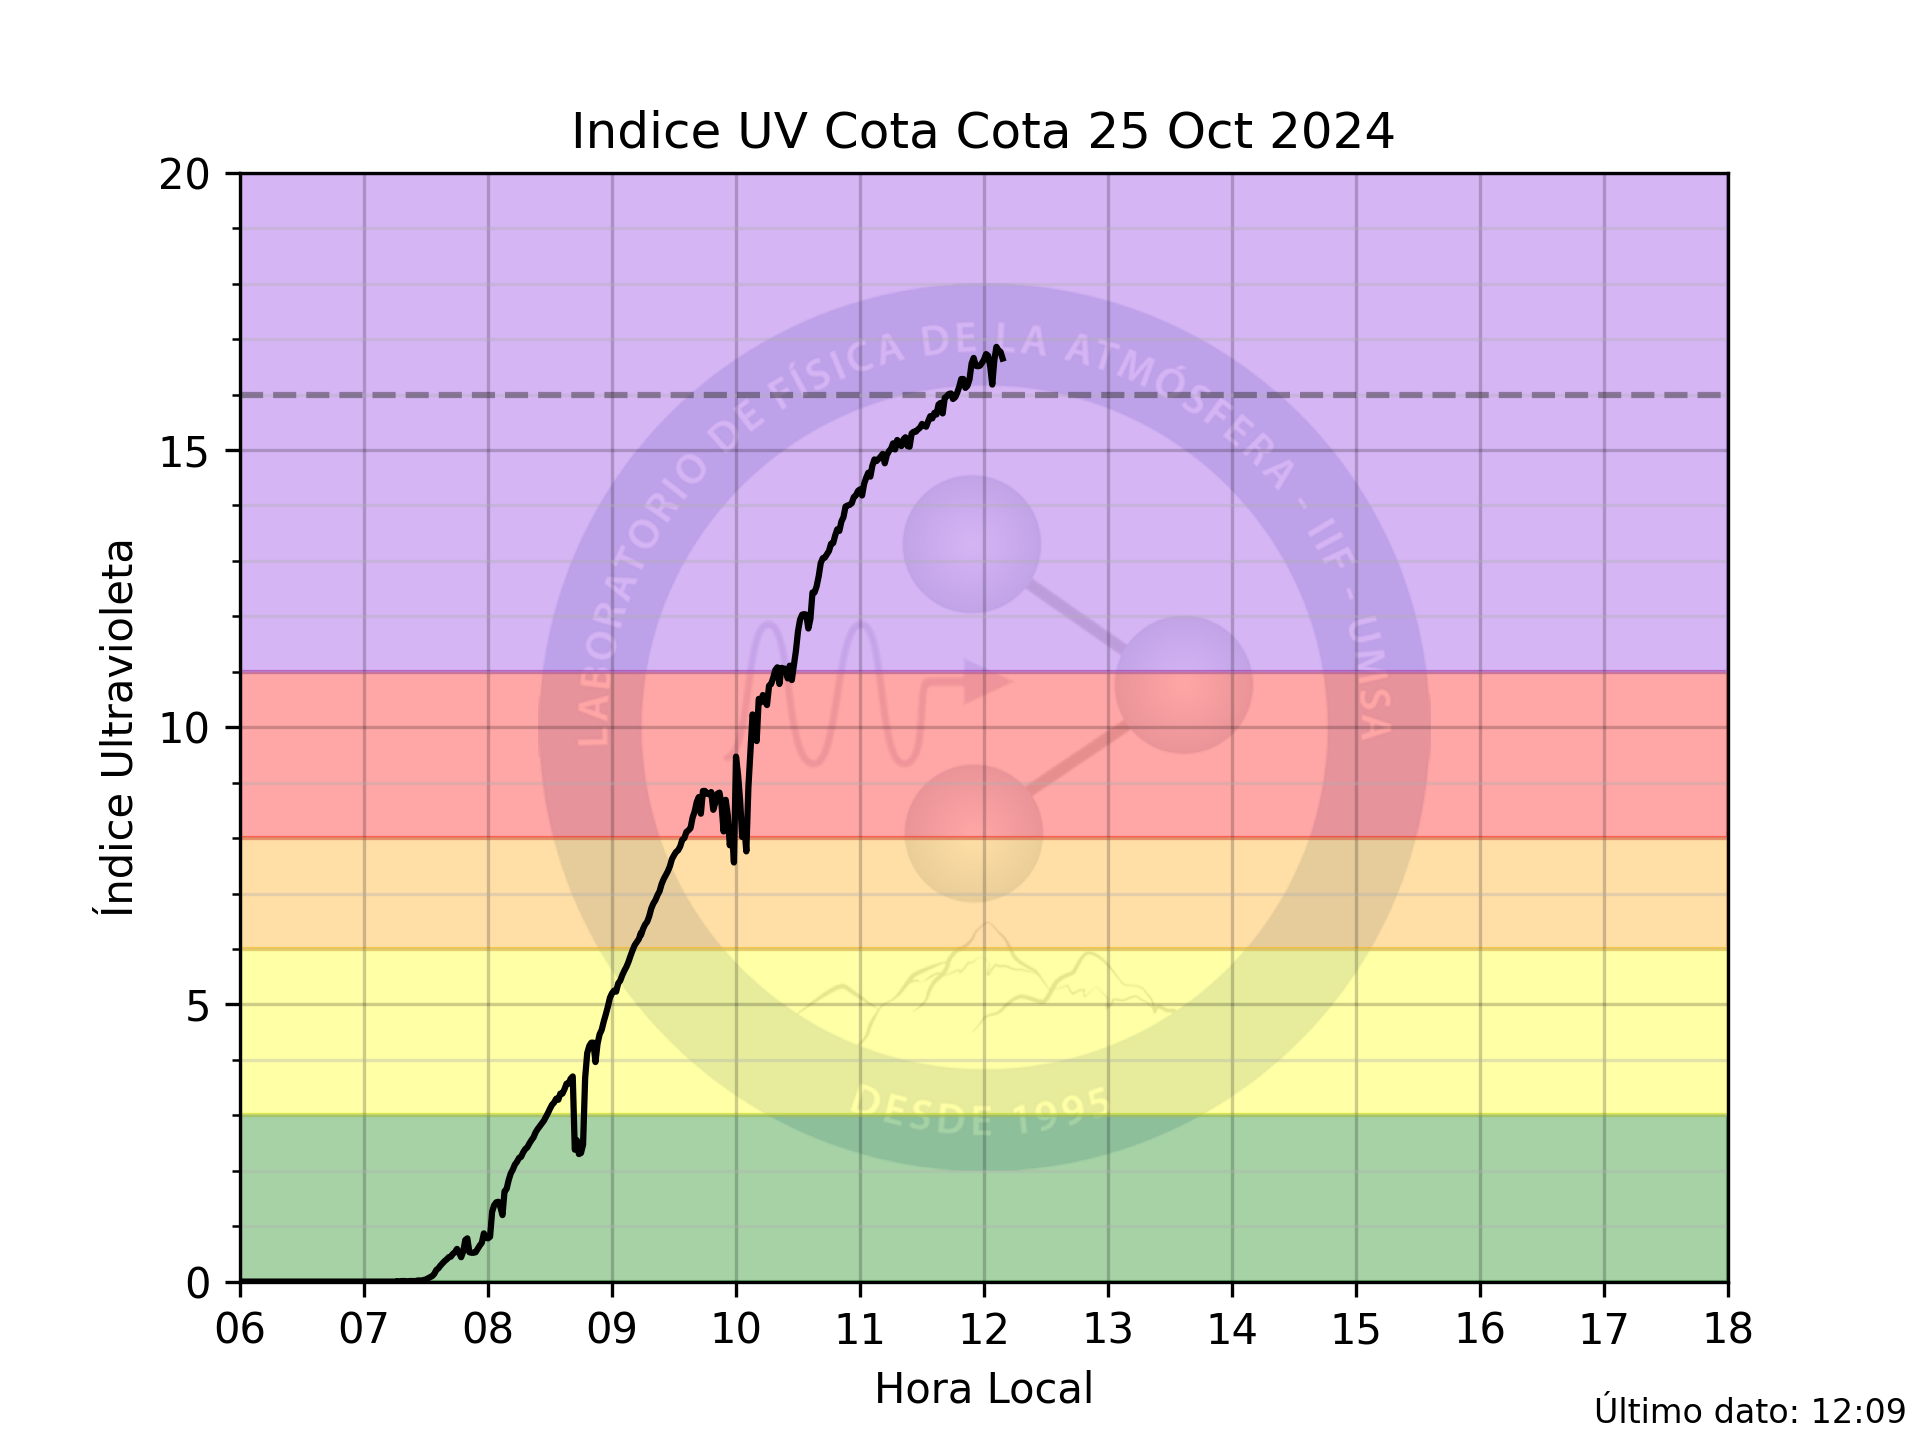 Indice UV Cota Cota 25 Oct 2024
20
15
10
5
0
Índice Ultravioleta
LABORATORIO DE FÍSICA DE LA ATMÓSFERA - IIF - UMSA
DESDE 1995
06 07 08 09 10 11 12 13 14 15 16 17 18
Hora Local
Último dato: 12:09